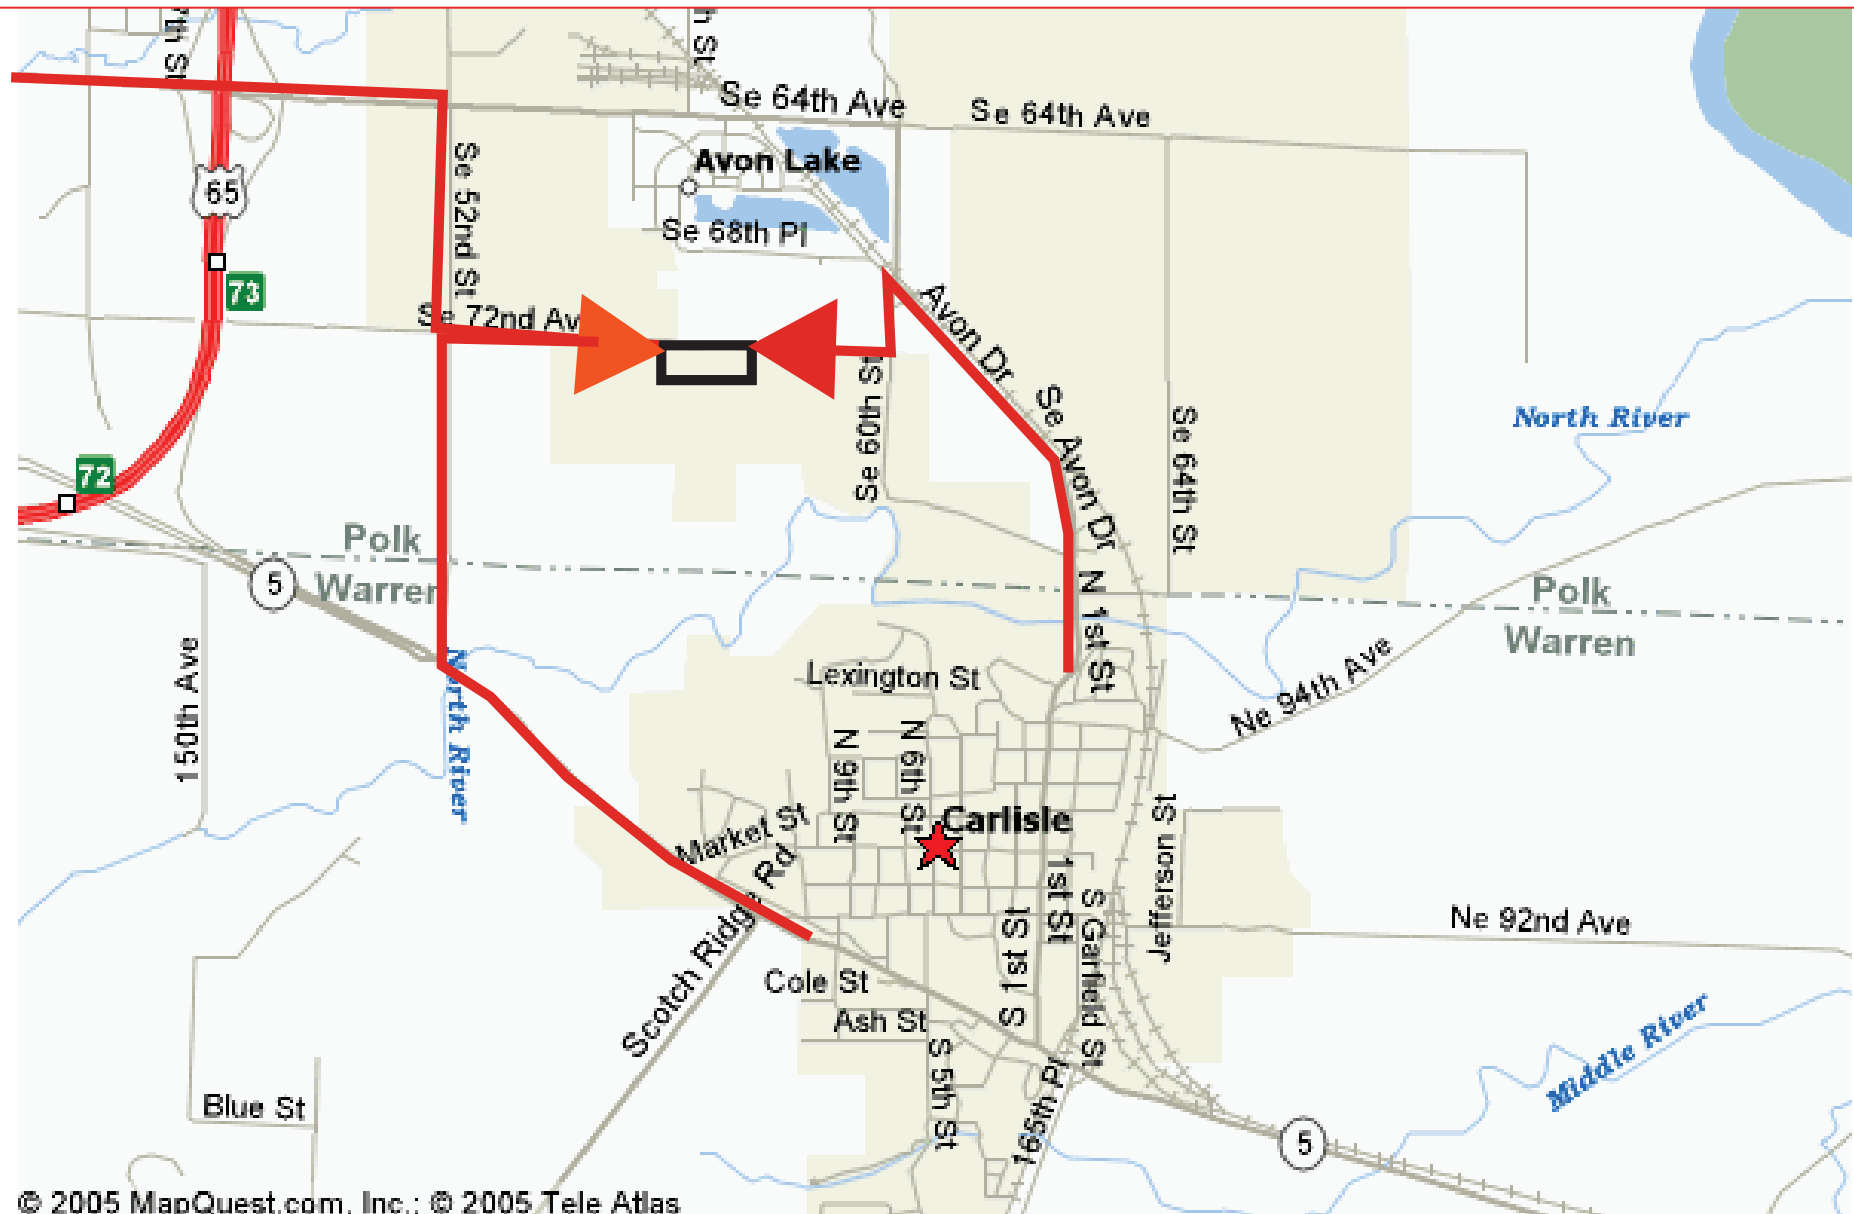 7th St
h St
Se 64th Ave
Se 64th Ave
Avon Lake
65
Se 52nd St
Se 68th Pl
73
Se 72nd Av
Avon Dr
Se 60th St
Se Avon Dr
Se 64th St
North River
72
Polk
Warren
5
N 1st St
Polk
Warren
150th Ave
North River
Lexington St
Ne 94th Ave
N 9th St
N 6th St
Market St
Carlisle
Scotch Ridge Rd
1st St
S 1st St
S Garfield St
Jefferson St
Ne 92nd Ave
Cole St
Ash St
S 5th St
165th Pl
Middle River
Blue St
5
© 2005 MapQuest.com, Inc.; © 2005 Tele Atlas